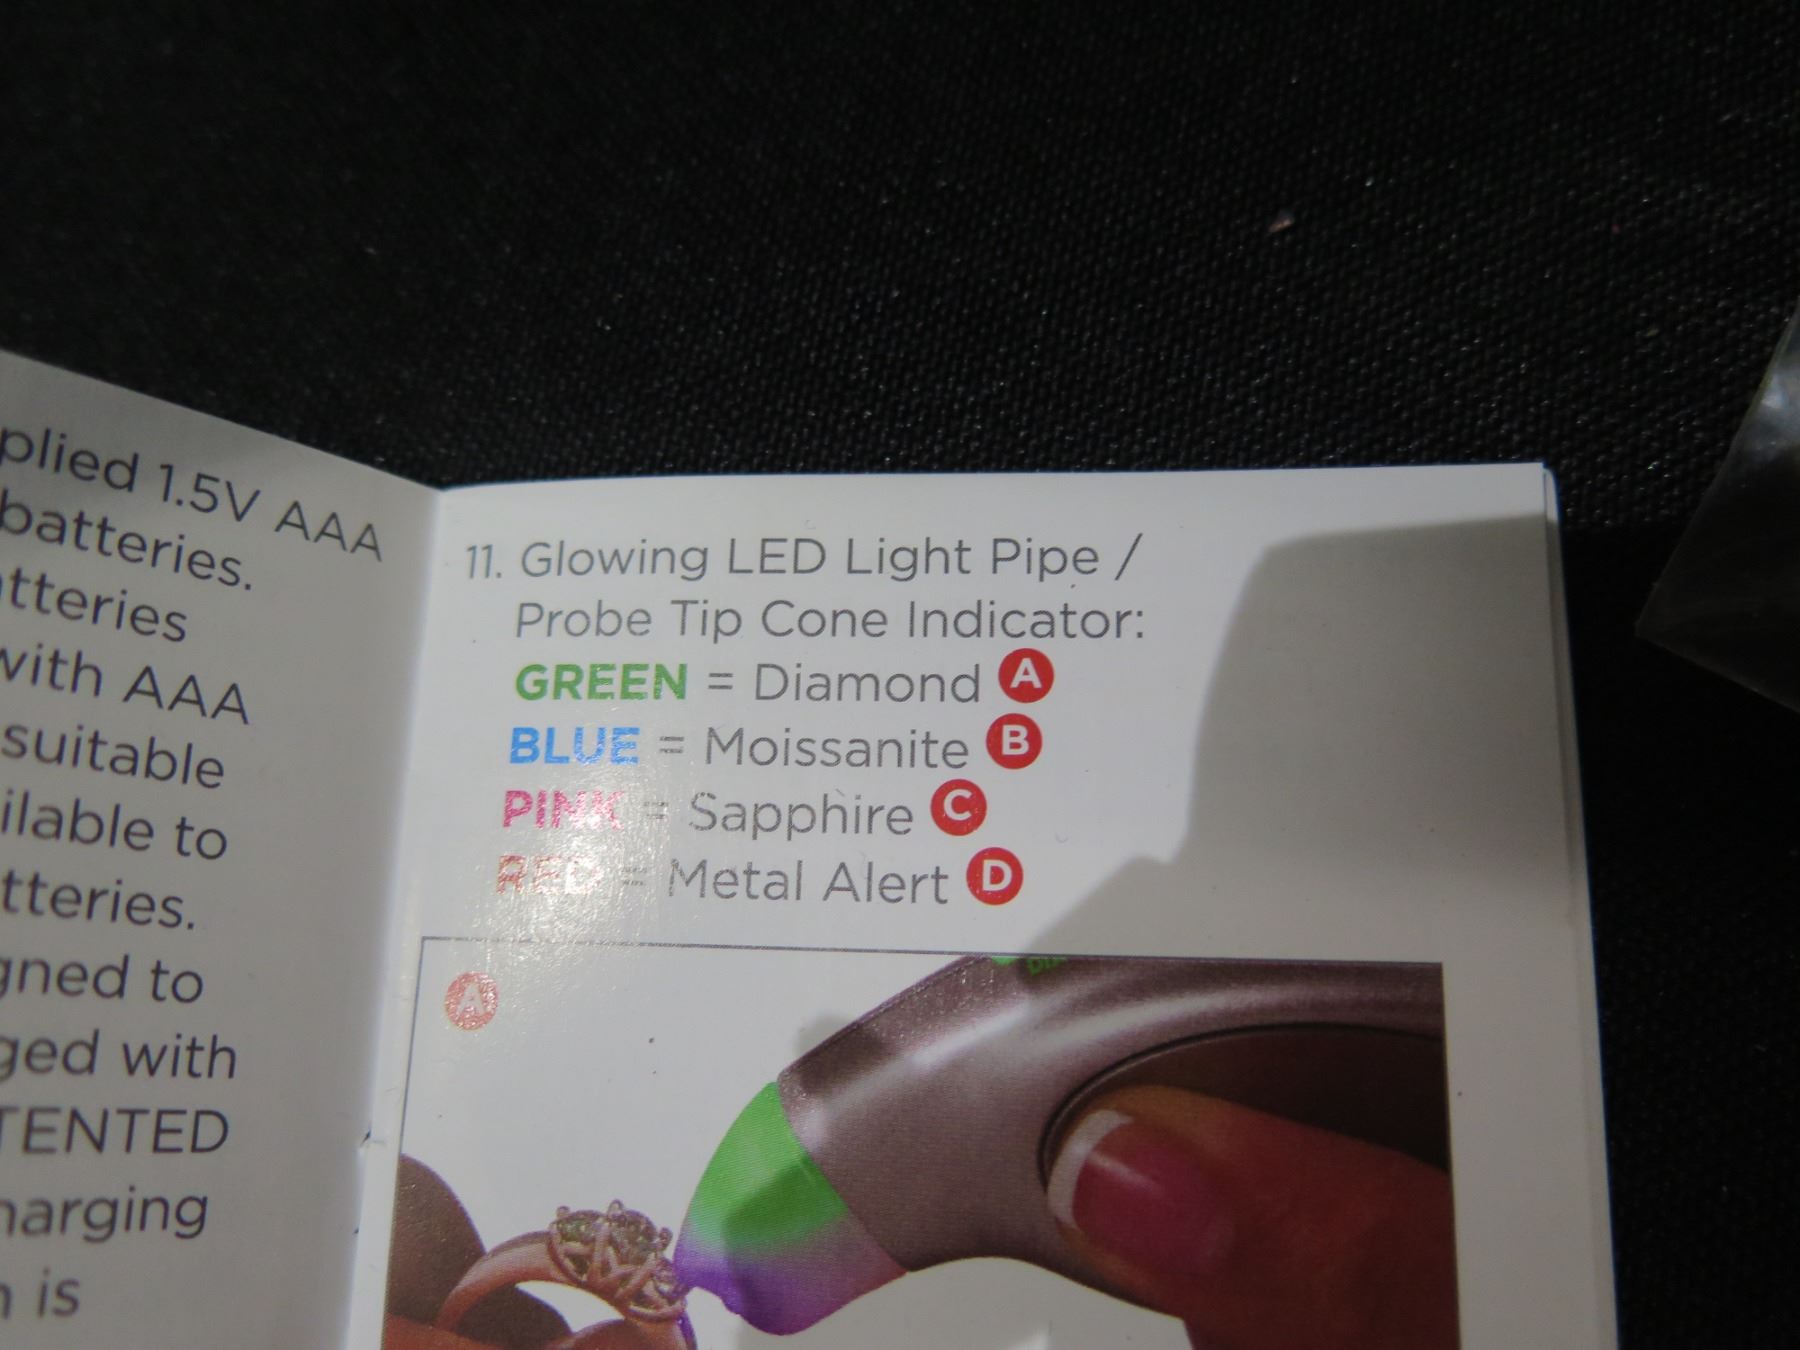 plied 1.5V AAA
batteries.
tteries
with AAA
suitable
ilable to
tteries.
gned to
ged with
TENTED
harging
is
11. Glowing LED Light Pipe /
Probe Tip Cone Indicator:
GREEN = Diamond A
BLUE = Moissanite B
PINK = Sapphire C
RED = Metal Alert D
A